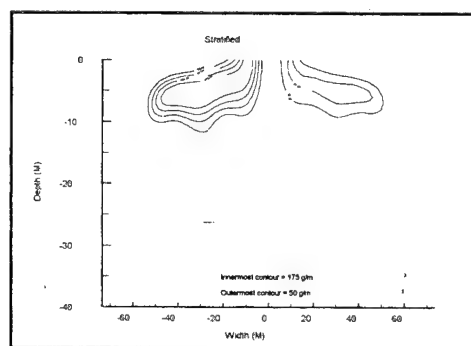 Stratified
0
-10
-20
-30
-40
Depth (M)
Innermost contour = 175 g/m
Outermost contour = 50 g/m
-60 -40 -20 0 20 40 60
Width (M)